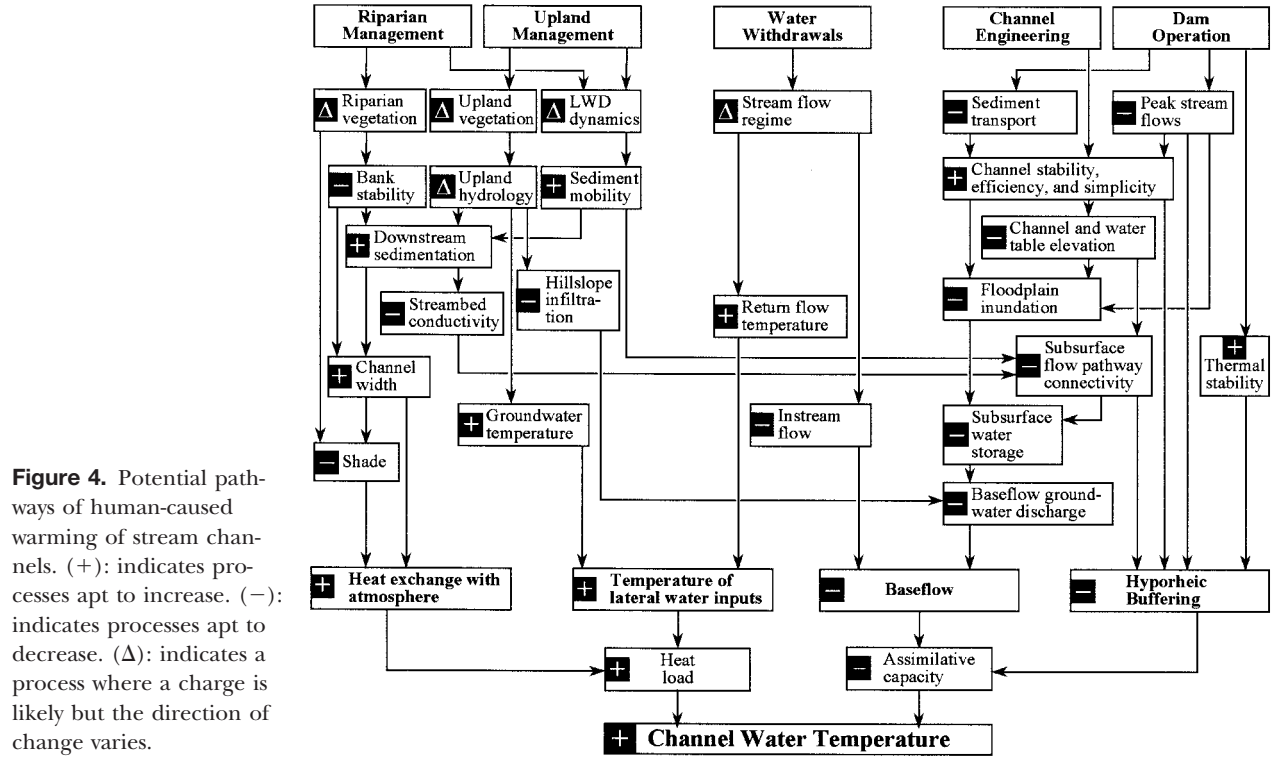 Riparian
Management
Upland
Management
Water
Withdrawals
Channel
Engineering
Dam
Operation
Δ Riparian
vegetation
Δ Upland
vegetation
Δ LWD
dynamics
Δ Stream flow
regime
− Sediment
transport
− Peak stream
flows
− Bank
stability
Δ Upland
hydrology
+ Sediment
mobility
+ Channel stability,
efficiency, and simplicity
+ Downstream
sedimentation
− Channel and water
table elevation
− Streambed
conductivity
− Hillslope
infiltra-
tion
+ Return flow
temperature
− Floodplain
inundation
+ Channel
width
− Subsurface
flow pathway
connectivity
+
Thermal
stability
+ Groundwater
temperature
− Instream
flow
− Subsurface
water
storage
− Shade
− Baseflow ground-
water discharge
+ Heat exchange with
atmosphere
+ Temperature of
lateral water inputs
− Baseflow
− Hyporheic
Buffering
+ Heat
load
− Assimilative
capacity
+ Channel Water Temperature
Figure 4. Potential path-
ways of human-caused
warming of stream chan-
nels. (+): indicates pro-
cesses apt to increase. (−):
indicates processes apt to
decrease. (Δ): indicates a
process where a charge is
likely but the direction of
change varies.